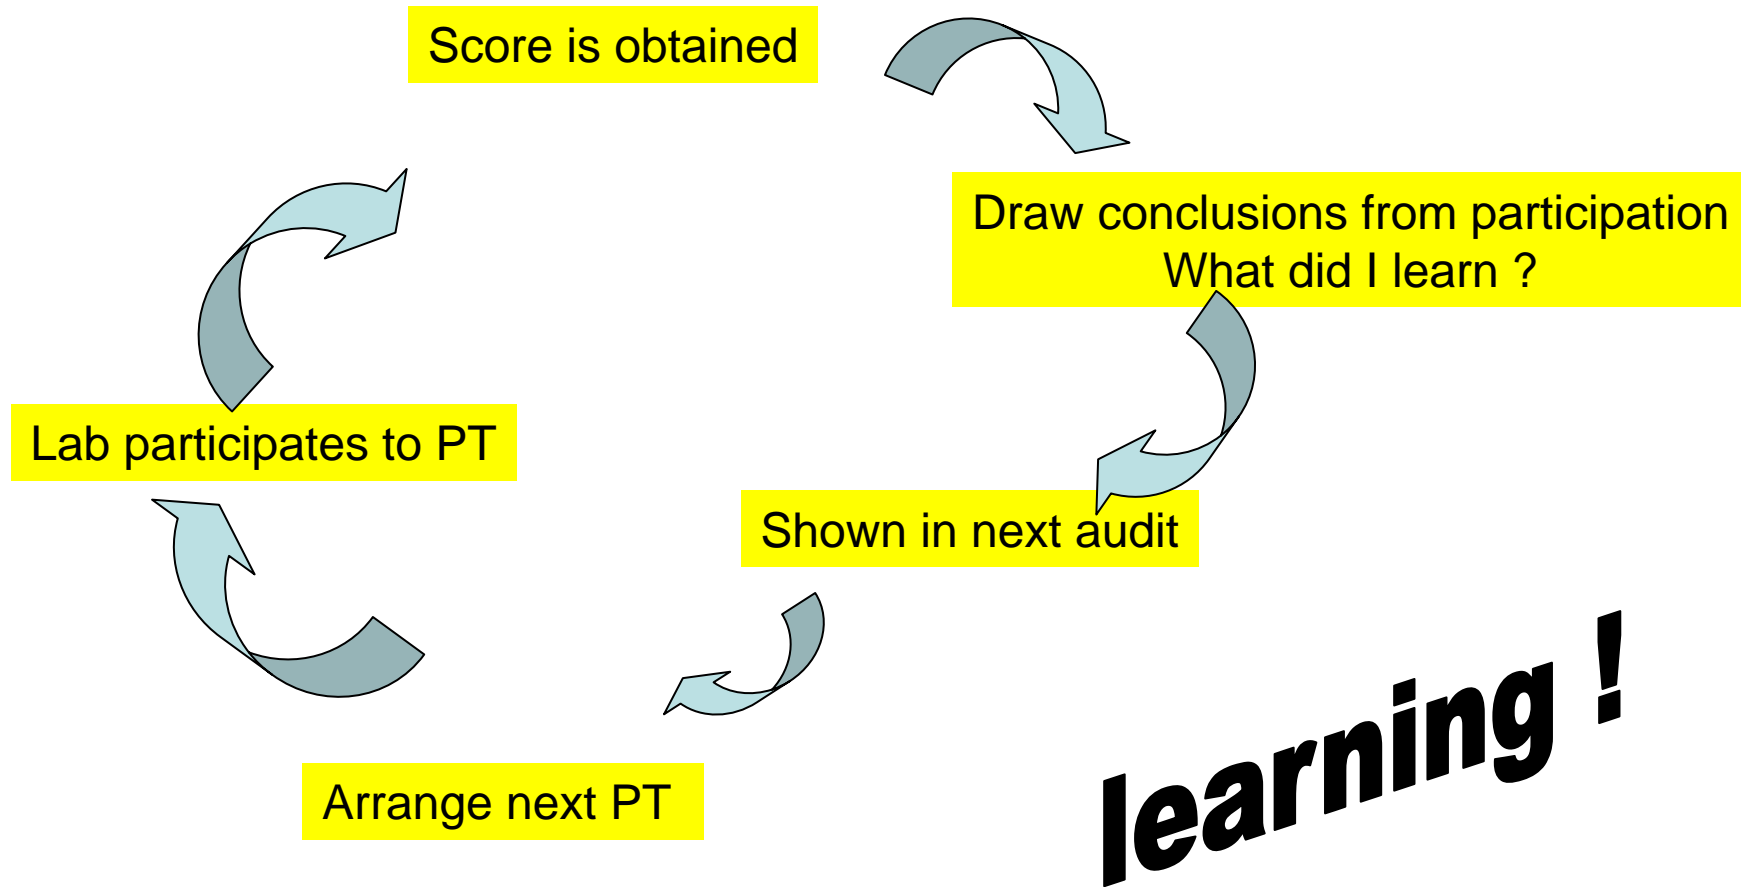 Score is obtained
Draw conclusions from participation
What did I learn ?
Lab participates to PT
Shown in next audit
Arrange next PT
learning !